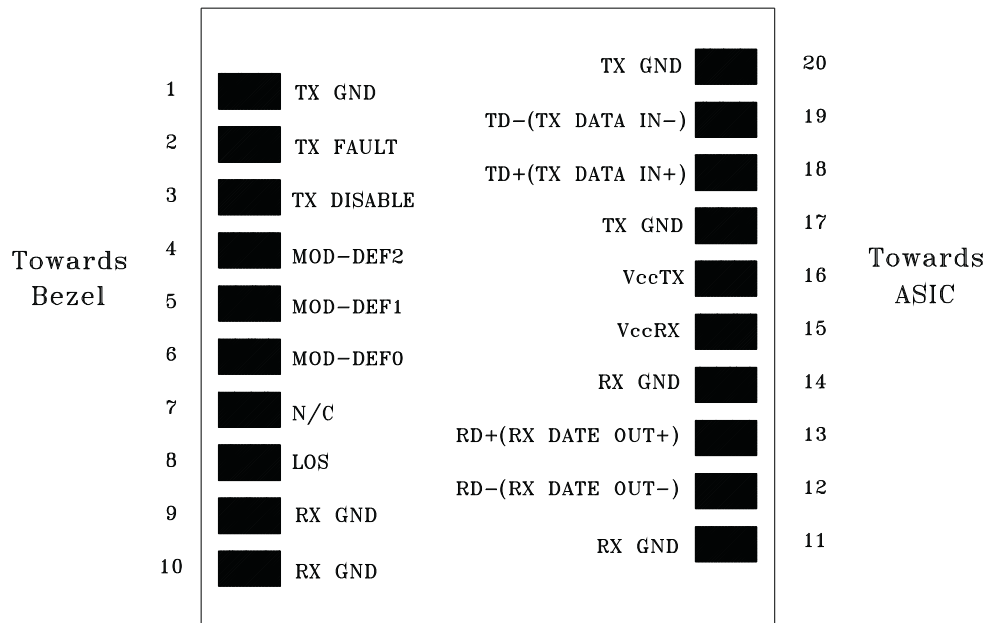 Towards
Bezel
1 TX GND
2 TX FAULT
3 TX DISABLE
4 MOD-DEF2
5 MOD-DEF1
6 MOD-DEF0
7 N/C
8 LOS
9 RX GND
10 RX GND
TX GND 20
TD-(TX DATA IN-) 19
TD+(TX DATA IN+) 18
TX GND 17
VccTX 16
VccRX 15
RX GND 14
RD+(RX DATE OUT+) 13
RD-(RX DATE OUT-) 12
RX GND 11
Towards
ASIC